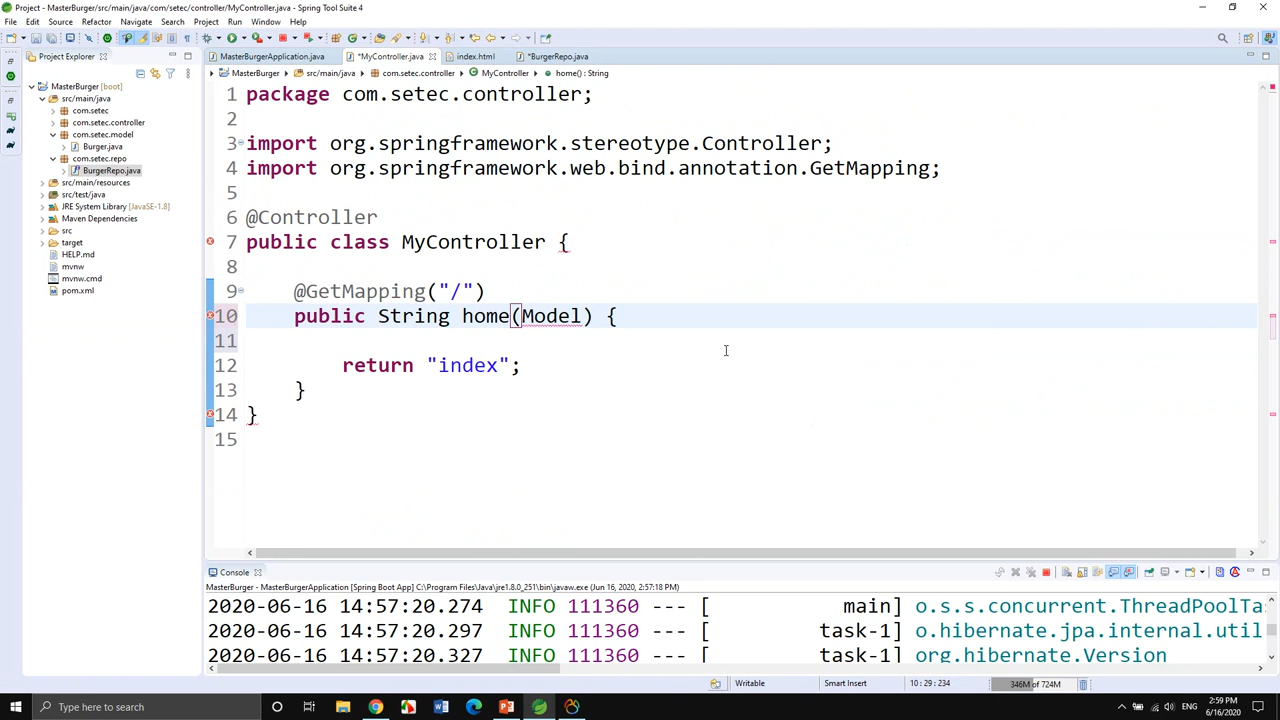 Project - MasterBurger/src/main/java/com/setec/controller/MyController.java - Spring Tool Suite 4
File Edit Source Refactor Navigate Search Project Run Window Help
Project Explorer
MasterBurger [boot]
src/main/java
com.setec
com.setec.controller
com.setec.model
Burger.java
com.setec.repo
BurgerRepo.java
src/main/resources
src/test/java
JRE System Library [JavaSE-1.8]
Maven Dependencies
src
target
HELP.md
mvnw
mvnw.cmd
pom.xml
MasterBurgerApplication.java *MyController.java index.html *BurgerRepo.java
MasterBurger src/main/java com.setec.controller MyController home() : String
1 package com.setec.controller;
2
3 import org.springframework.stereotype.Controller;
4 import org.springframework.web.bind.annotation.GetMapping;
5
6 @Controller
7 public class MyController {
8
9 @GetMapping("/")
10 public String home(Model) {
11
12 return "index";
13 }
14 }
15
Console
MasterBurgerApplication [Spring Boot App] C:\Program Files\Java\jre1.8.0_251\bin\javaw.exe (Jun 16, 2020, 2:57:18 PM)
2020-06-16 14:57:20.274 INFO 111360 --- [ main] o.s.s.concurrent.ThreadPoolTas
2020-06-16 14:57:20.297 INFO 111360 --- [ task-1] o.hibernate.jpa.internal.util
2020-06-16 14:57:20.327 INFO 111360 --- [ task-1] org.hibernate.Version
Writable Smart Insert 10 : 29 : 234 346M of 724M
Type here to search
2:59 PM
6/16/2020